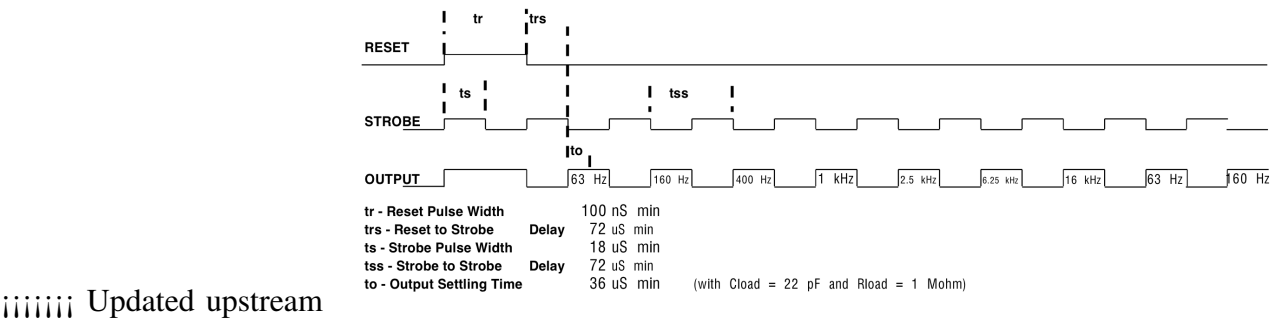 tr trs
RESET
ts tss
STROBE
to
OUTPUT 63 Hz 160 Hz 400 Hz 1 kHz 2.5 kHz 6.25 kHz 16 kHz 63 Hz 160 Hz
tr - Reset Pulse Width 100 nS min
trs - Reset to Strobe Delay 72 uS min
ts - Strobe Pulse Width 18 uS min
tss - Strobe to Strobe Delay 72 uS min
to - Output Settling Time 36 uS min (with Cload = 22 pF and Rload = 1 Mohm)
¡¡¡¡¡¡¡ Updated upstream